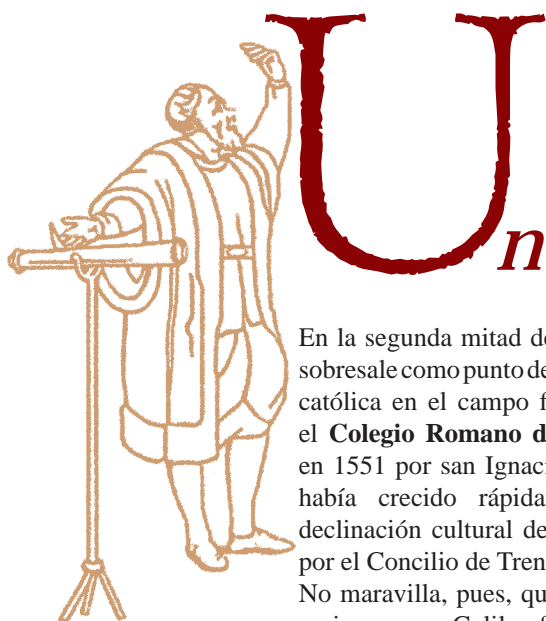 Un
En la segunda mitad de
sobresale como punto de
católica en el campo f
el Colegio Romano d
en 1551 por san Ignaci
había crecido rápida
declinación cultural de
por el Concilio de Tren
No maravilla, pues, qu